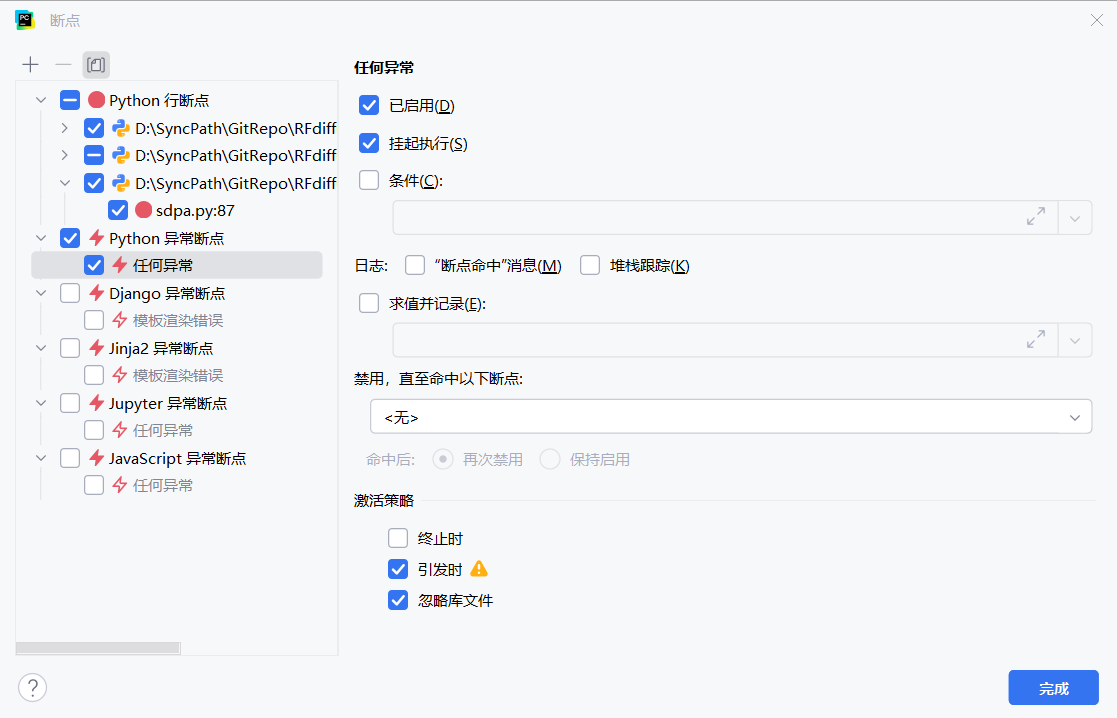 断点
Python 行断点
D:\SyncPath\GitRepo\RFdiff
D:\SyncPath\GitRepo\RFdiff
D:\SyncPath\GitRepo\RFdiff
sdpa.py:87
Python 异常断点
任何异常
Django 异常断点
模板渲染错误
Jinja2 异常断点
模板渲染错误
Jupyter 异常断点
任何异常
JavaScript 异常断点
任何异常
任何异常
已启用(D)
挂起执行(S)
条件(C):
日志: “断点命中”消息(M) 堆栈跟踪(K)
求值并记录(E):
禁用，直至命中以下断点:
<无>
命中后: 再次禁用 保持启用
激活策略
终止时
引发时
忽略库文件
?
完成